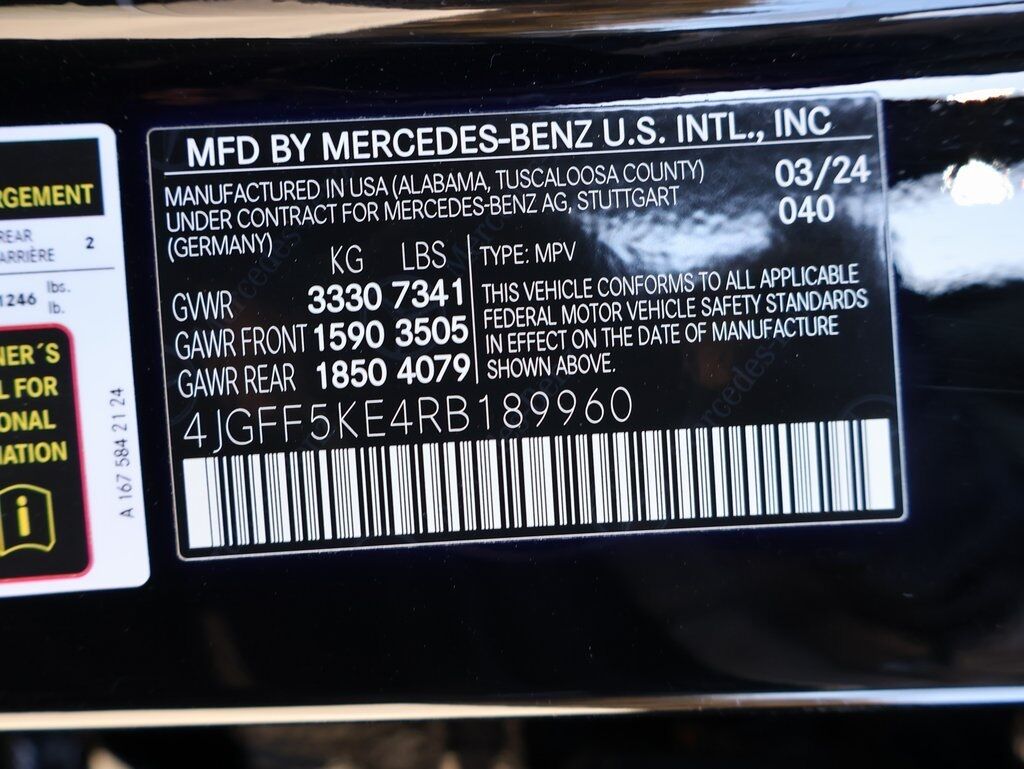 RGEMENT
REAR
ARRIÈRE
2
1246 lbs.
lb.
NER'S
L FOR
ONAL
MATION
i
A 167 584 21 24
MFD BY MERCEDES-BENZ U.S. INTL., INC
MANUFACTURED IN USA (ALABAMA, TUSCALOOSA COUNTY)
UNDER CONTRACT FOR MERCEDES-BENZ AG, STUTTGART
(GERMANY)
03/24
040
KG LBS
GVWR 3330 7341
GAWR FRONT 1590 3505
GAWR REAR 1850 4079
TYPE: MPV
THIS VEHICLE CONFORMS TO ALL APPLICABLE
FEDERAL MOTOR VEHICLE SAFETY STANDARDS
IN EFFECT ON THE DATE OF MANUFACTURE
SHOWN ABOVE.
4JGFF5KE4RB189960